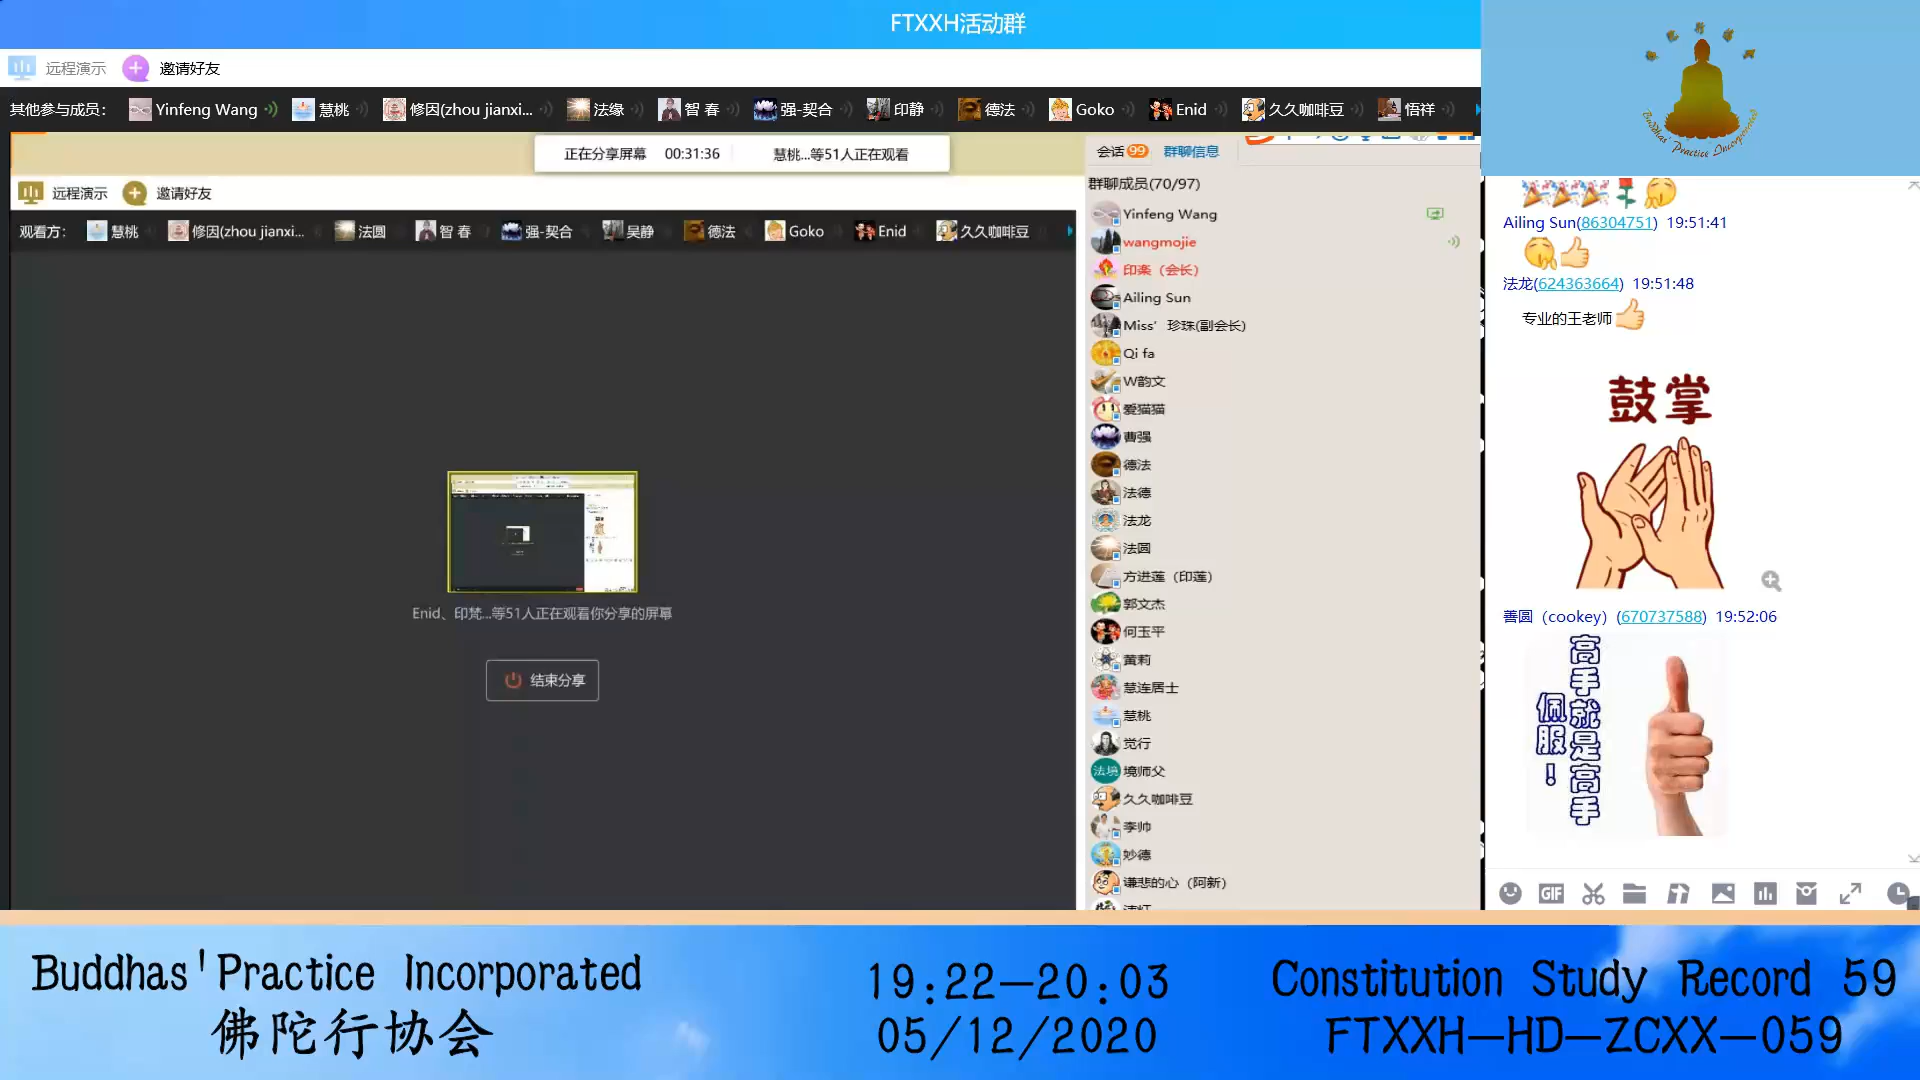 FTXXH活动群
远程演示 邀请好友
其他参与成员： Yinfeng Wang 慧桃 修因(zhou jianxi... 法缘 智 春 强-契合 印静 德法 Goko Enid 久久咖啡豆 悟祥
正在分享屏幕 00:31:36 慧桃...等51人正在观看
远程演示 邀请好友
观看方： 慧桃 修因(zhou jianxi... 法圆 智 春 强-契合 吴静 德法 Goko Enid 久久咖啡豆
Enid、印梵...等51人正在观看你分享的屏幕
结束分享
会话 99 群聊信息
群聊成员(70/97)
Yinfeng Wang
wangmojie
印楽（会长）
Ailing Sun
Miss’ 珍珠(副会长)
Qi fa
W韵文
爱猫猫
曹强
德法
法德
法龙
法圆
方进莲（印莲）
郭文杰
何玉平
黄莉
慧连居士
慧桃
觉行
法境 境师父
久久咖啡豆
李帅
妙德
谦悲的心（阿新）
Buddhas' Practice Incorporated
Ailing Sun(86304751) 19:51:41
法龙(624363664) 19:51:48
专业的王老师
鼓掌
善圆（cookey）(670737588) 19:52:06
高手就是高手
佩服！
GIF
Buddhas'Practice Incorporated
佛陀行协会
19:22—20:03
05/12/2020
Constitution Study Record 59
FTXXH—HD—ZCXX—059